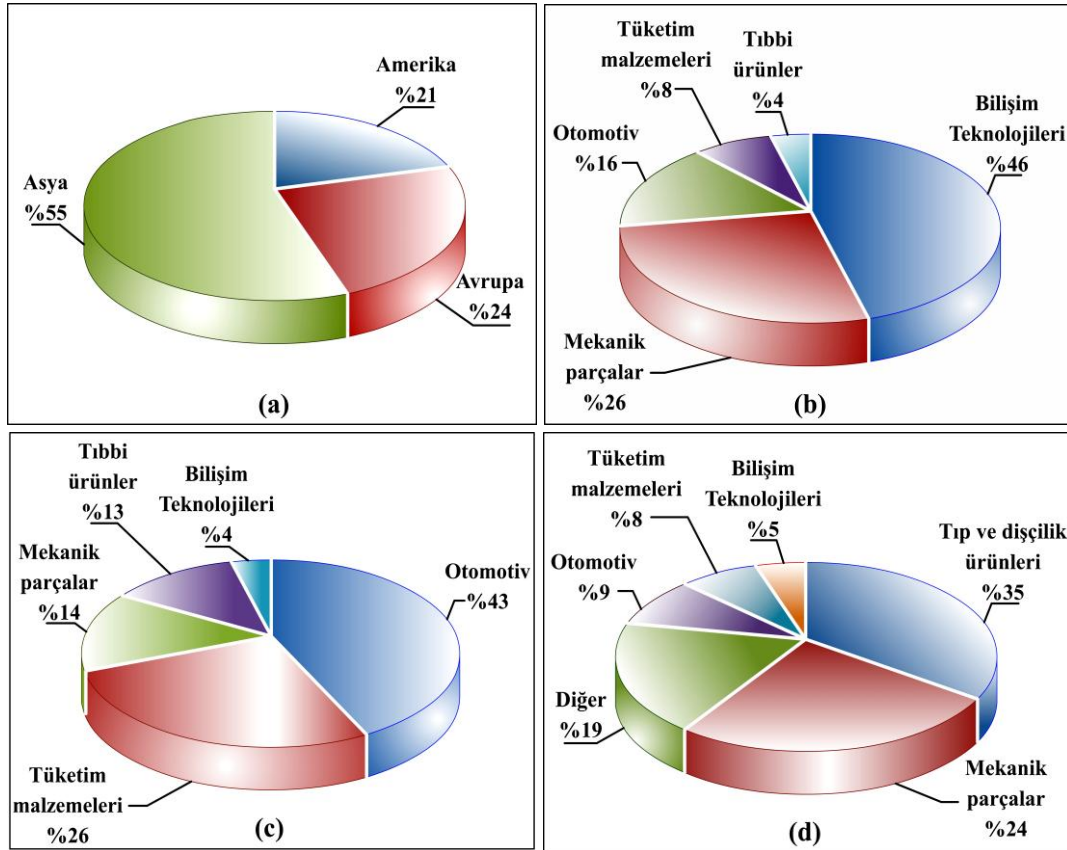 Amerika
%21
Asya
%55
Avrupa
%24
(a)
Tüketim
malzemeleri
%8
Tıbbi
ürünler
%4
Bilişim
Teknolojileri
%46
Otomotiv
%16
Mekanik
parçalar
%26
(b)
Tıbbi
ürünler
%13
Bilişim
Teknolojileri
%4
Mekanik
parçalar
%14
Otomotiv
%43
Tüketim
malzemeleri
%26
(c)
Tüketim
malzemeleri
%8
Bilişim
Teknolojileri
%5
Tıp ve dişçilik
ürünleri
%35
Otomotiv
%9
Diğer
%19
Mekanik
parçalar
%24
(d)